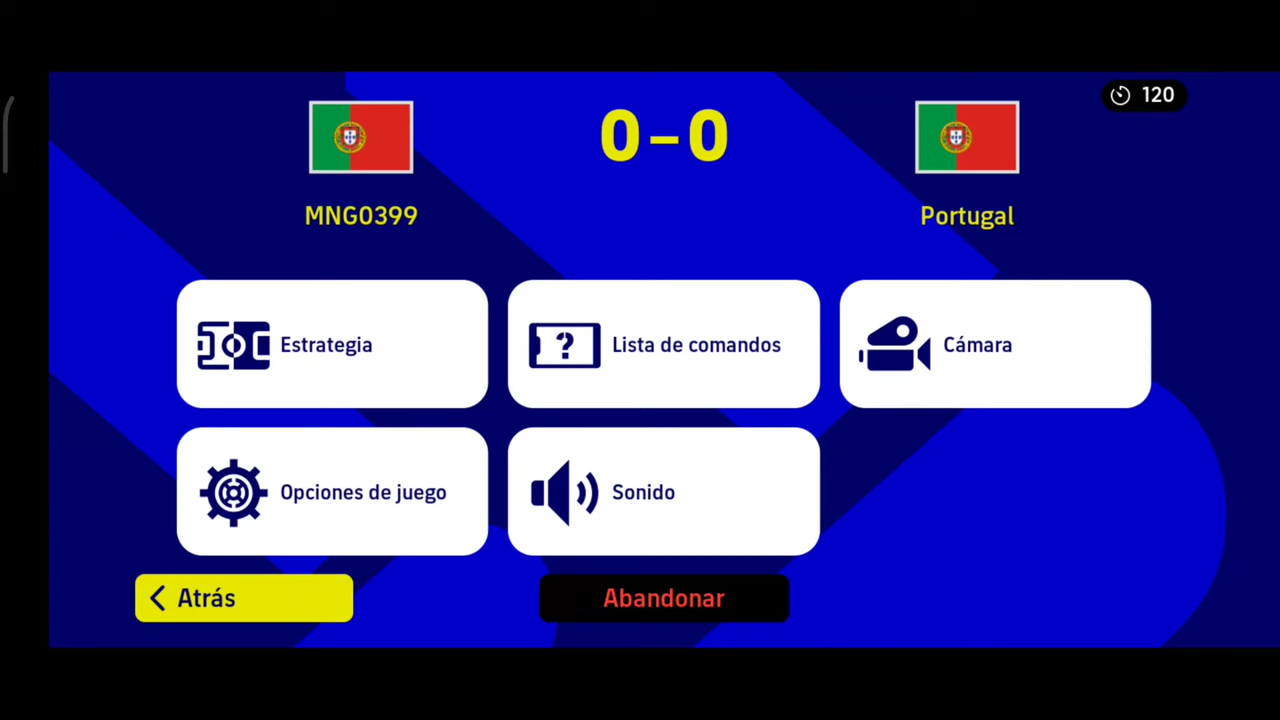 120
0-0
MNG0399
Portugal
Estrategia
Lista de comandos
Cámara
Opciones de juego
Sonido
Atrás
Abandonar